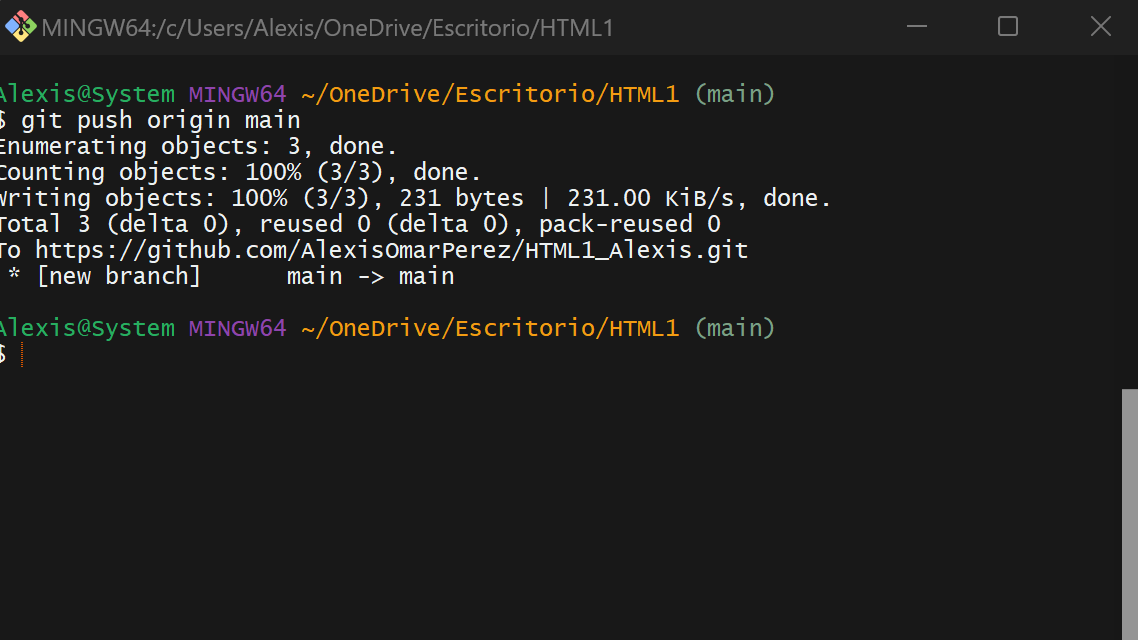 MINGW64:/c/Users/Alexis/OneDrive/Escritorio/HTML1
Alexis@System MINGW64 ~/OneDrive/Escritorio/HTML1 (main)
$ git push origin main
Enumerating objects: 3, done.
Counting objects: 100% (3/3), done.
Writing objects: 100% (3/3), 231 bytes | 231.00 KiB/s, done.
Total 3 (delta 0), reused 0 (delta 0), pack-reused 0
To https://github.com/AlexisOmarPerez/HTML1_Alexis.git
 * [new branch]      main -> main
Alexis@System MINGW64 ~/OneDrive/Escritorio/HTML1 (main)
$